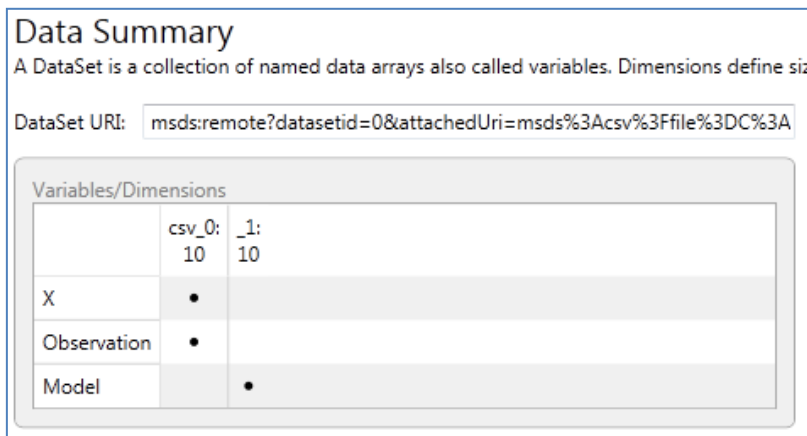 Data Summary
A DataSet is a collection of named data arrays also called variables. Dimensions define
DataSet URI: msds:remote?datasetid=0&attachedUri=msds%3Acsv%3Ffile%3DC%3A
Variables/Dimensions
csv_0: _1:
10 10
X •
Observation •
Model •